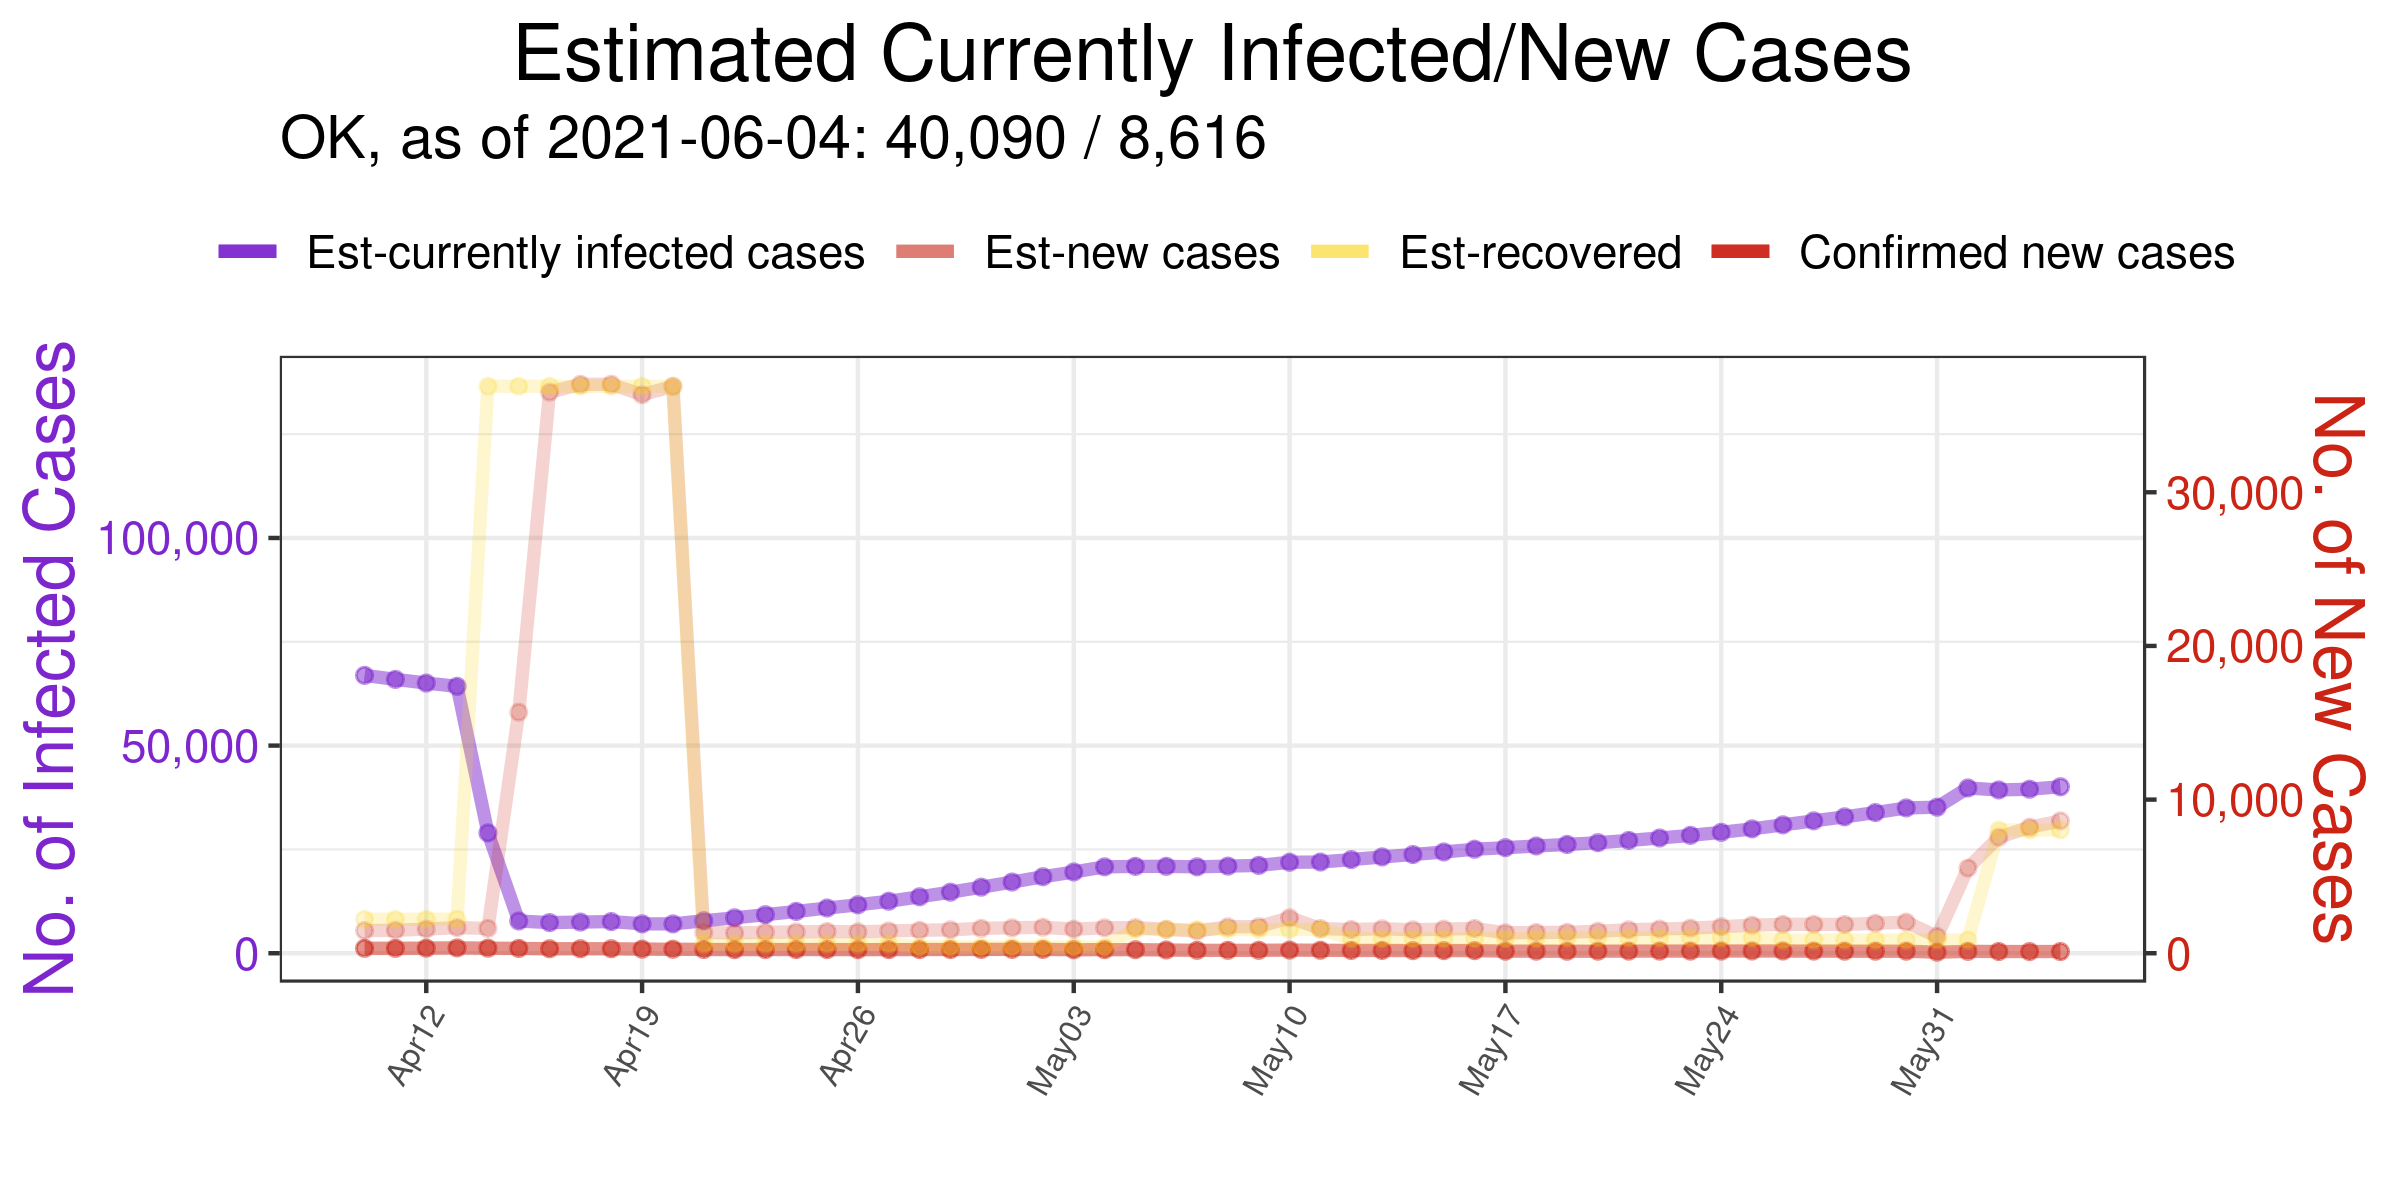 Estimated Currently Infected/New Cases
OK, as of 2021-06-04: 40,090 / 8,616
Est-currently infected cases Est-new cases Est-recovered Confirmed new cases
No. of Infected Cases
100,000
50,000
0
30,000
20,000
10,000
0
No. of New Cases
Apr12 Apr19 Apr26 May03 May10 May17 May24 May31